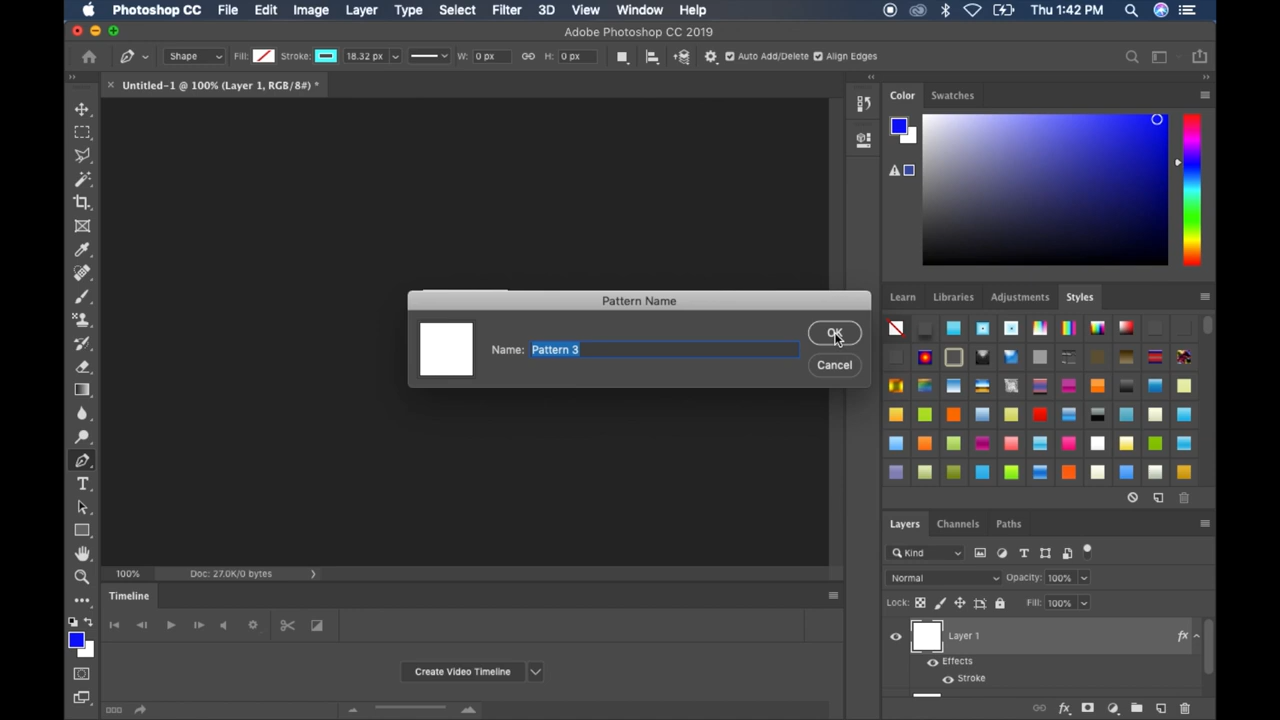 Photoshop CC File Edit Image Layer Type Select Filter 3D View Window Help Thu 1:42 PM
Adobe Photoshop CC 2019
Shape Fill: Stroke: 18.32 px W: 0 px H: 0 px Auto Add/Delete Align Edges
Untitled-1 @ 100% (Layer 1, RGB/8#) *
Color Swatches
Pattern Name
Name: Pattern 3
OK
Cancel
Learn Libraries Adjustments Styles
Layers Channels Paths
Kind
Normal Opacity: 100%
Lock: Fill: 100%
Layer 1 fx
Effects
Stroke
fx
100% Doc: 27.0K/0 bytes
Timeline
Create Video Timeline